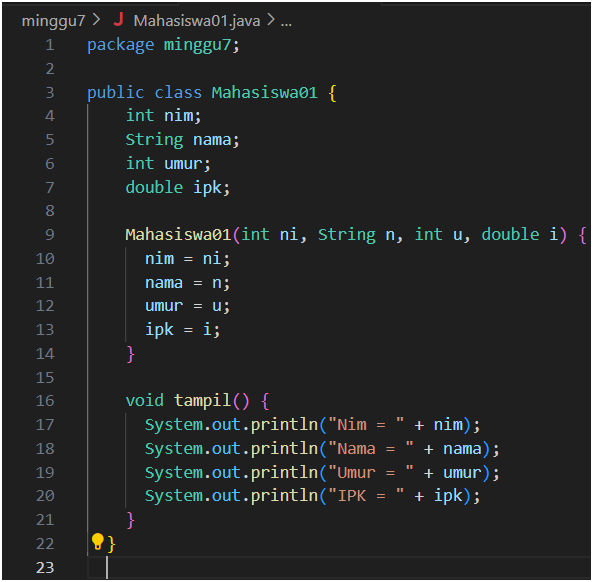 minggu7 > J Mahasiswa01.java > ...
1 package minggu7;
2
3 public class Mahasiswa01 {
4 int nim;
5 String nama;
6 int umur;
7 double ipk;
8
9 Mahasiswa01(int ni, String n, int u, double i) {
10 nim = ni;
11 nama = n;
12 umur = u;
13 ipk = i;
14 }
15
16 void tampil() {
17 System.out.println("Nim = " + nim);
18 System.out.println("Nama = " + nama);
19 System.out.println("Umur = " + umur);
20 System.out.println("IPK = " + ipk);
21 }
22 }
23